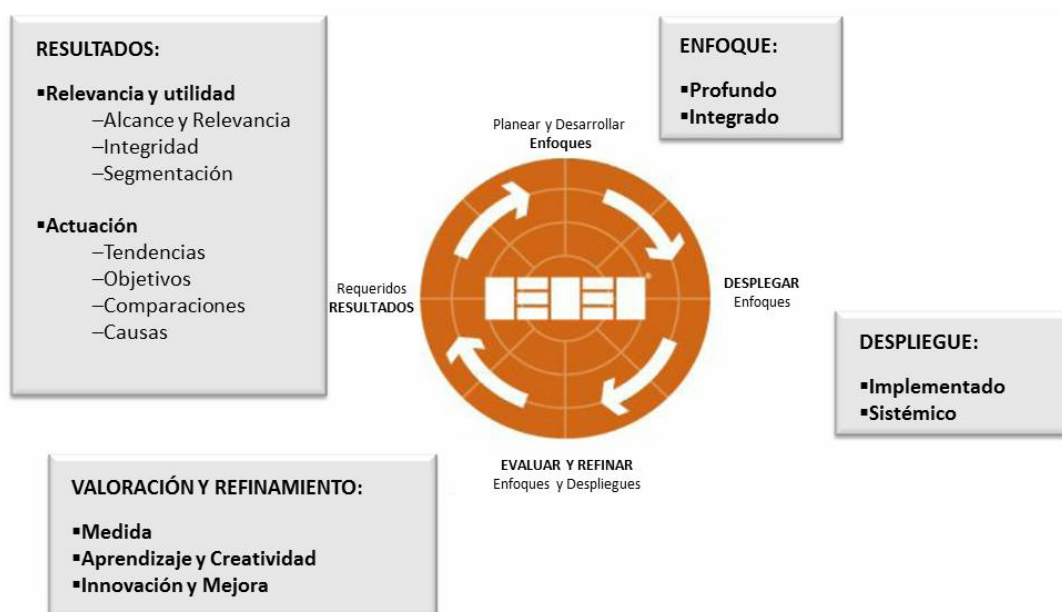 RESULTADOS:
▪Relevancia y utilidad
–Alcance y Relevancia
–Integridad
–Segmentación
▪Actuación
–Tendencias
–Objetivos
–Comparaciones
–Causas
ENFOQUE:
▪Profundo
▪Integrado
Planear y Desarrollar
Enfoques
Requeridos
RESULTADOS
DESPLEGAR
Enfoques
DESPLIEGUE:
▪Implementado
▪Sistémico
EVALUAR Y REFINAR
Enfoques y Despliegues
VALORACIÓN Y REFINAMIENTO:
▪Medida
▪Aprendizaje y Creatividad
▪Innovación y Mejora